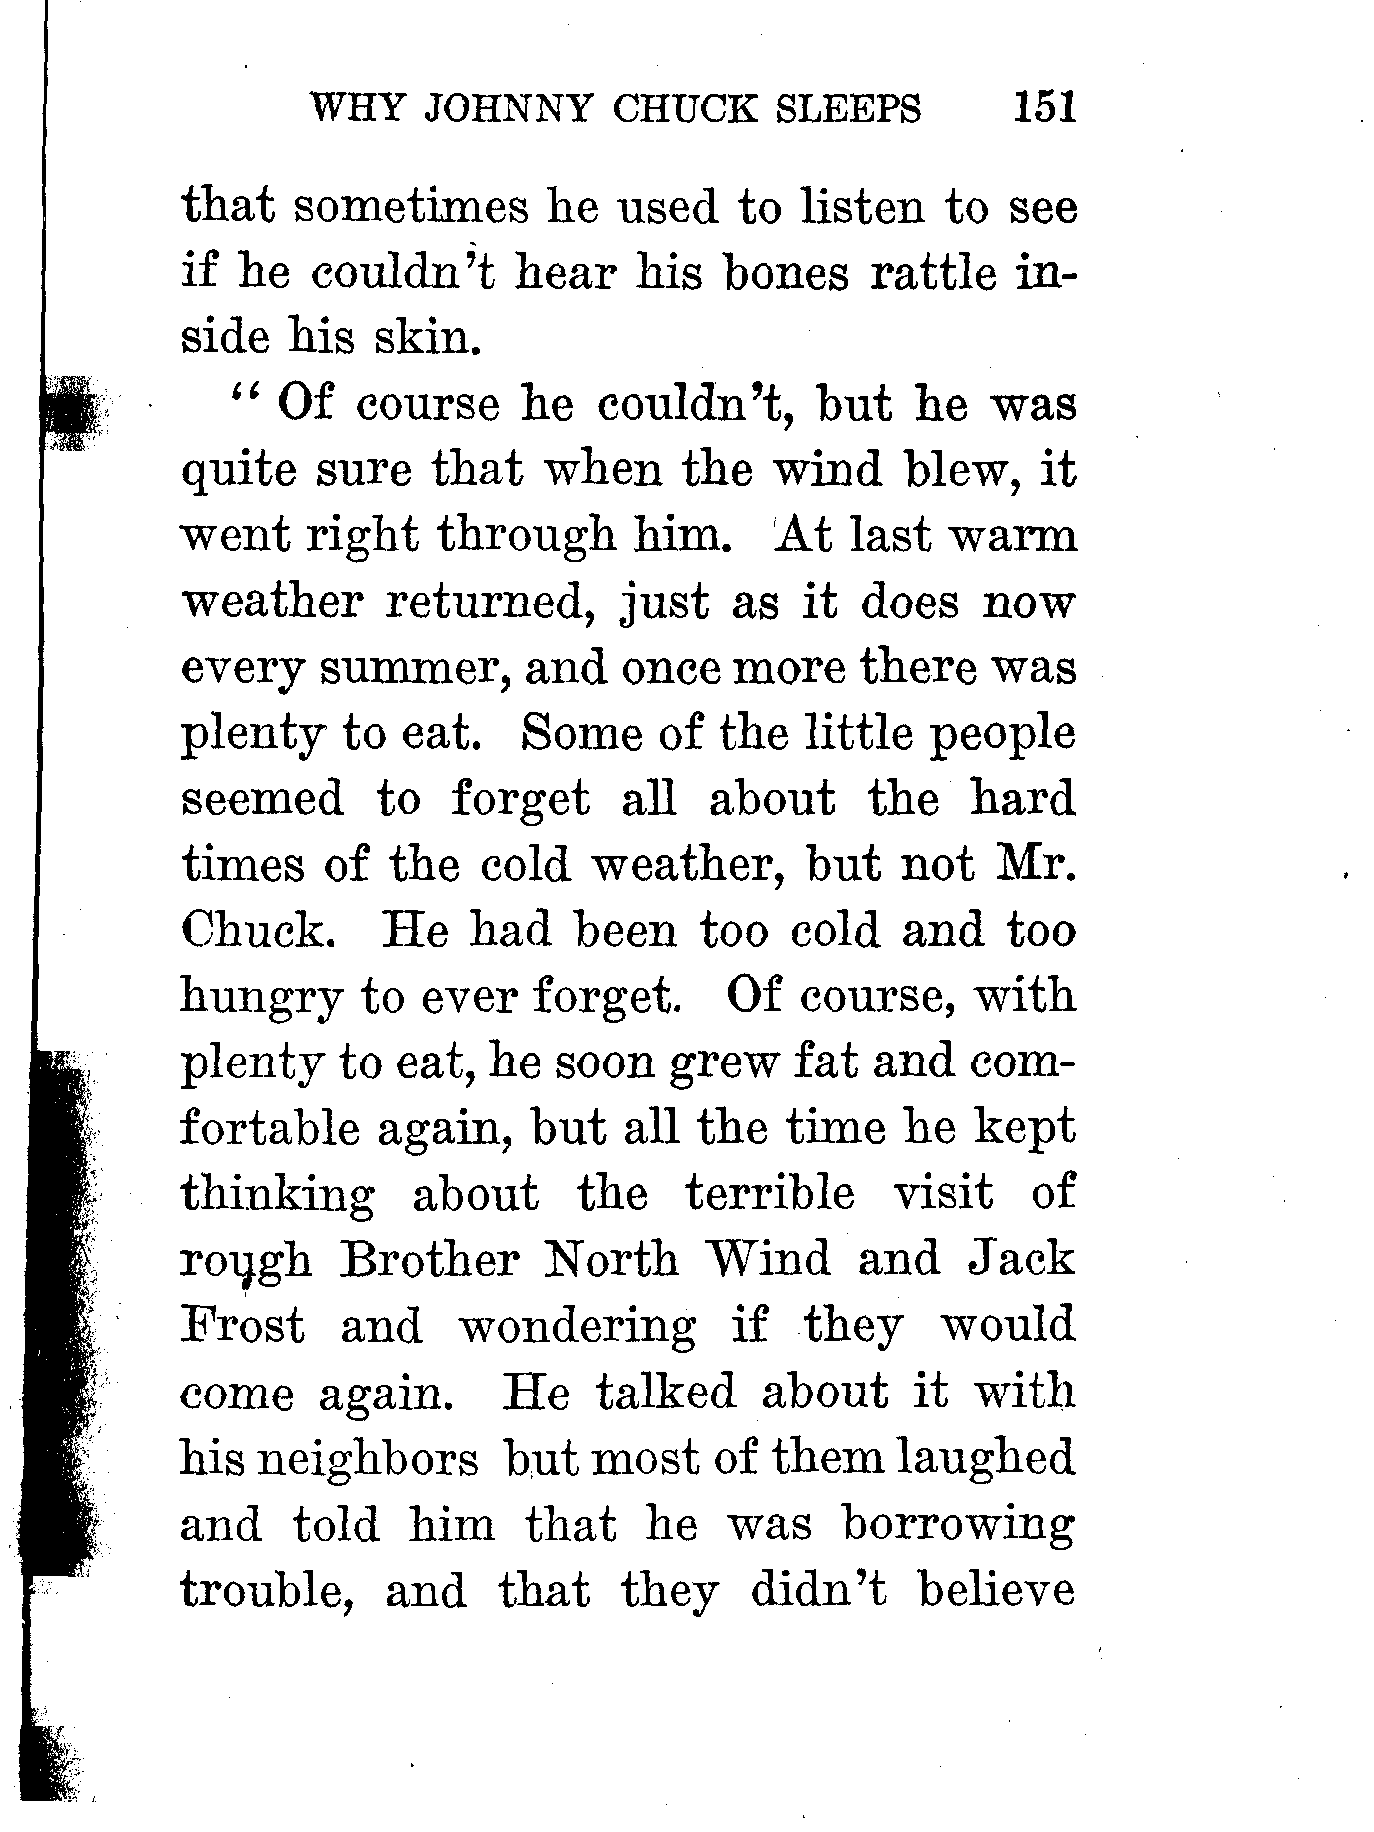 WHY JOHNNY CHUCK SLEEPS 151
that sometimes he used to listen to see
if he couldn't hear his bones rattle in-
side his skin.
“ Of course he couldn't, but he was
quite sure that when the wind blew, it
went right through him. At last warm
weather returned, just as it does now
every summer, and once more there was
plenty to eat. Some of the little people
seemed to forget all about the hard
times of the cold weather, but not Mr.
Chuck. He had been too cold and too
hungry to ever forget. Of course, with
plenty to eat, he soon grew fat and com-
fortable again, but all the time he kept
thinking about the terrible visit of
rough Brother North Wind and Jack
Frost and wondering if they would
come again. He talked about it with
his neighbors but most of them laughed
and told him that he was borrowing
trouble, and that they didn't believe